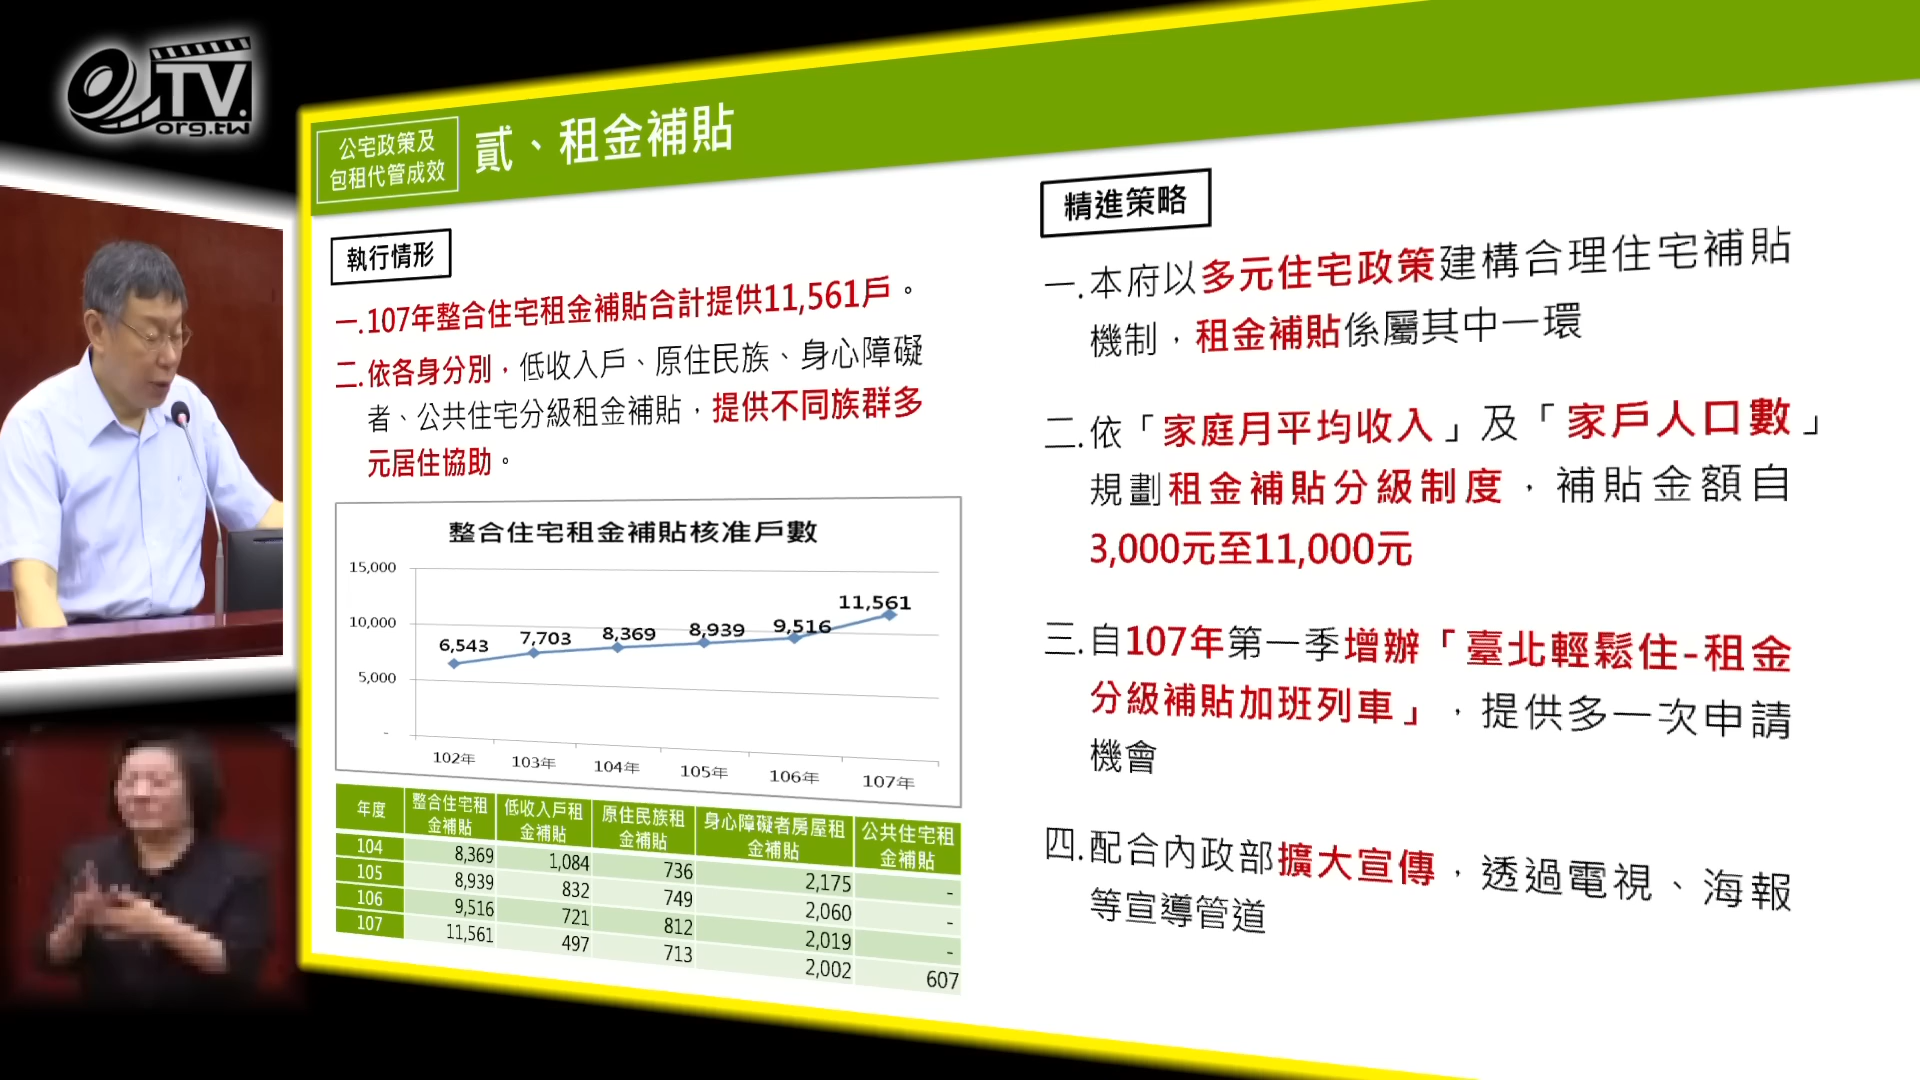 TV.
org.tw
公宅政策及
包租代管成效
貳、租金補貼
執行情形
一.107年整合住宅租金補貼合計提供11,561戶。
二.依各身分別，低收入戶、原住民族、身心障礙
者、公共住宅分級租金補貼，提供不同族群多
元居住協助。
整合住宅租金補貼核准戶數
15,000
10,000
5,000
-
6,543
7,703
8,369
8,939
9,516
11,561
102年 103年 104年 105年 106年 107年
年度 整合住宅租金補貼 低收入戶租金補貼 原住民族租金補貼 身心障礙者房屋租金補貼 公共住宅租金補貼
104 8,369 1,084 736 2,175 -
105 8,939 832 749 2,060 -
106 9,516 721 812 2,019 -
107 11,561 497 713 2,002 607
精進策略
一.本府以多元住宅政策建構合理住宅補貼
機制，租金補貼係屬其中一環
二.依「家庭月平均收入」及「家戶人口數」
規劃租金補貼分級制度，補貼金額自
3,000元至11,000元
三.自107年第一季增辦「臺北輕鬆住-租金
分級補貼加班列車」，提供多一次申請
機會
四.配合內政部擴大宣傳，透過電視、海報
等宣導管道